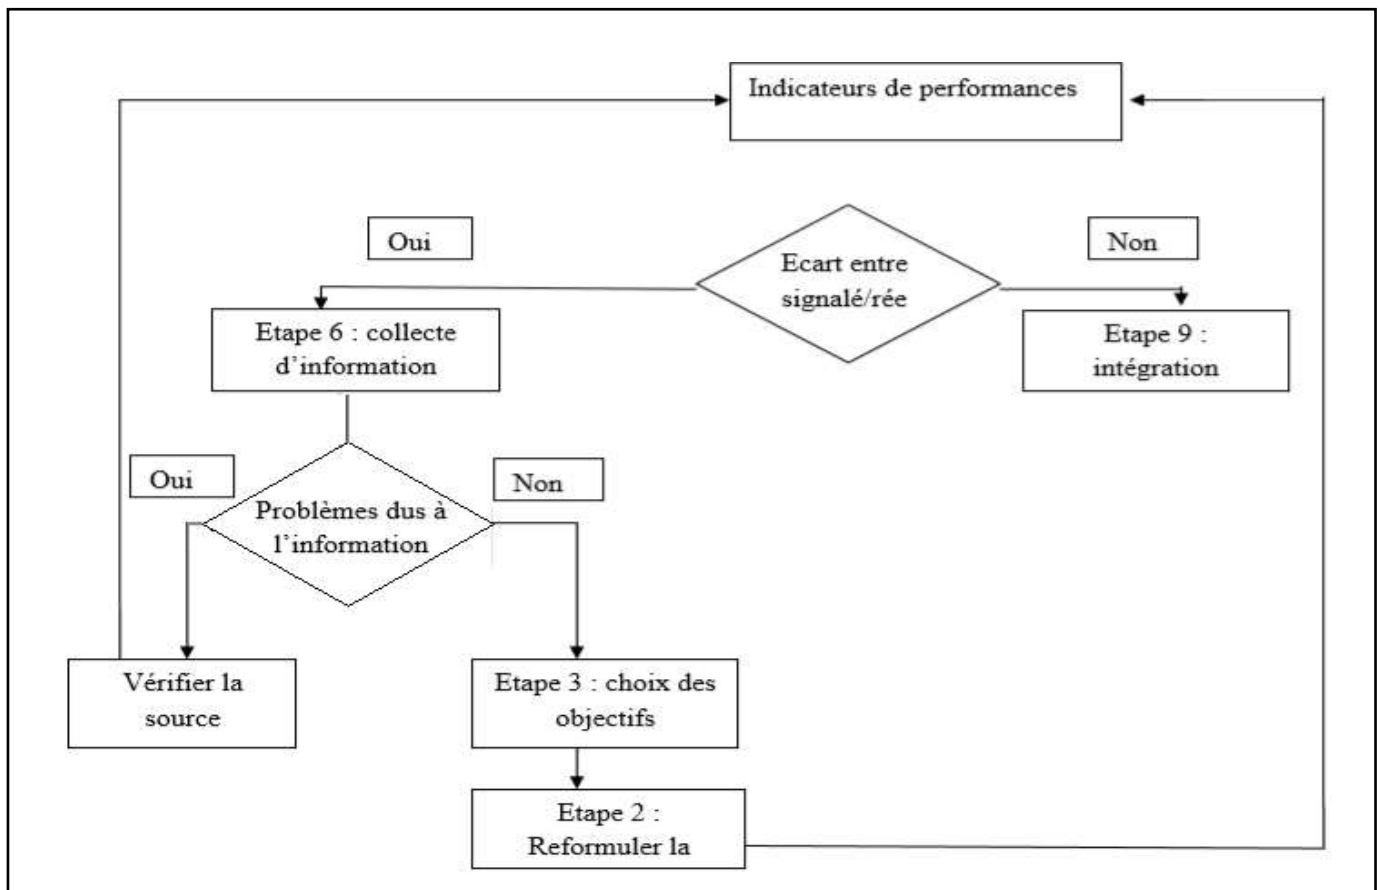 Indicateurs de performances
Oui
Non
Ecart entre
signalé/rée
Etape 6 : collecte
d’information
Etape 9 :
intégration
Oui
Non
Problèmes dus à
l’information
Vérifier la
source
Etape 3 : choix des
objectifs
Etape 2 :
Reformuler la